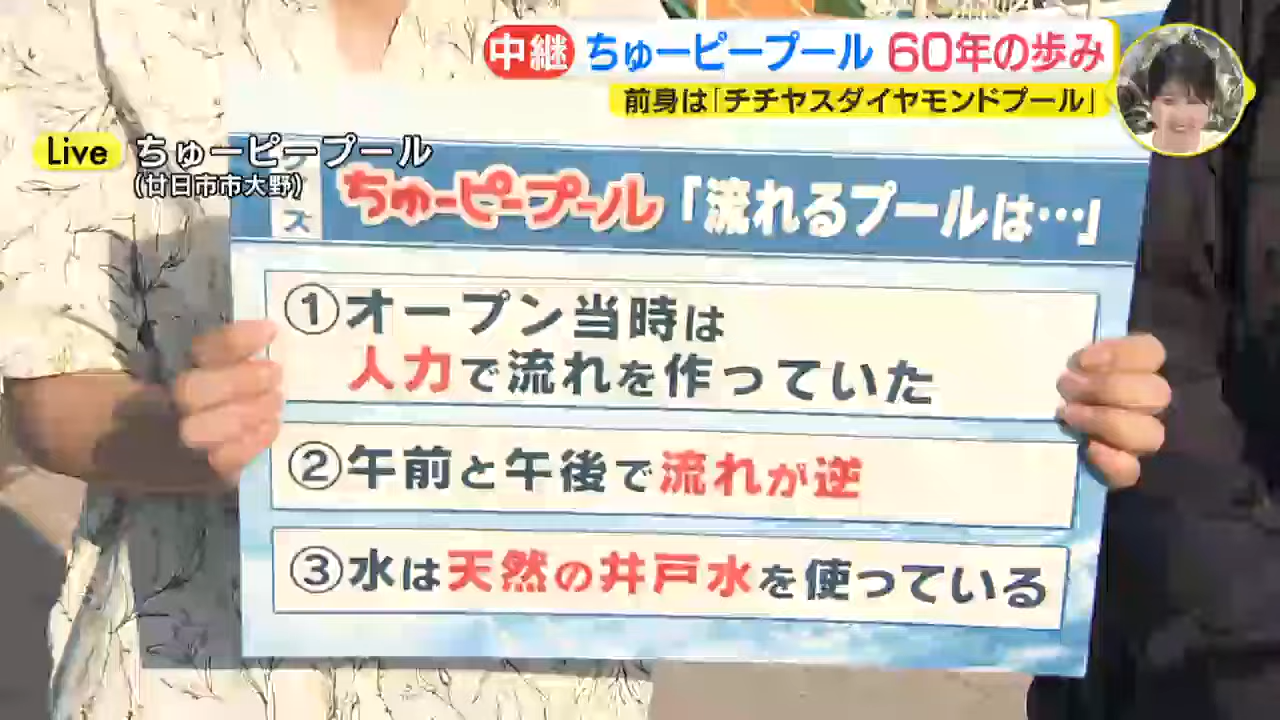 中継 ちゅーピープール 60年の歩み
前身は「チチヤスダイヤモンドプール」
Live ちゅーピープール
(廿日市市大野)
ズ ちゅーピープール「流れるプールは…」
①オープン当時は
人力で流れを作っていた
②午前と午後で流れが逆
③水は天然の井戸水を使っている